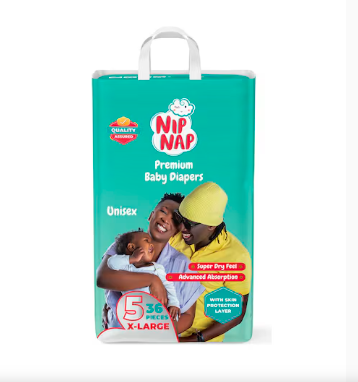 QUALITY
ASSURED
NIP
NAP
Premium
Baby Diapers
Unisex
Super Dry Feel
Advanced Absorption
5
36
PIECES
X-LARGE
WITH SKIN
PROTECTION
LAYER